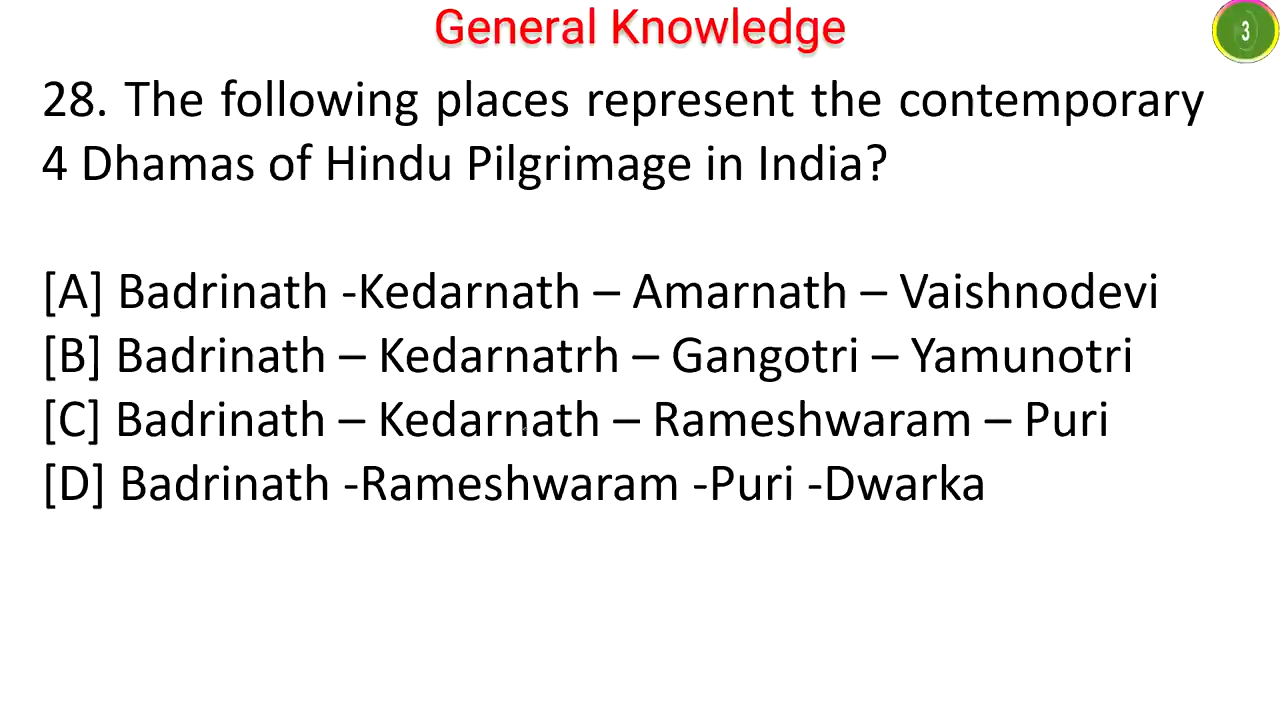 General Knowledge
3
28. The following places represent the contemporary
4 Dhamas of Hindu Pilgrimage in India?
[A] Badrinath -Kedarnath – Amarnath – Vaishnodevi
[B] Badrinath – Kedarnatrh – Gangotri – Yamunotri
[C] Badrinath – Kedarnath – Rameshwaram – Puri
[D] Badrinath -Rameshwaram -Puri -Dwarka